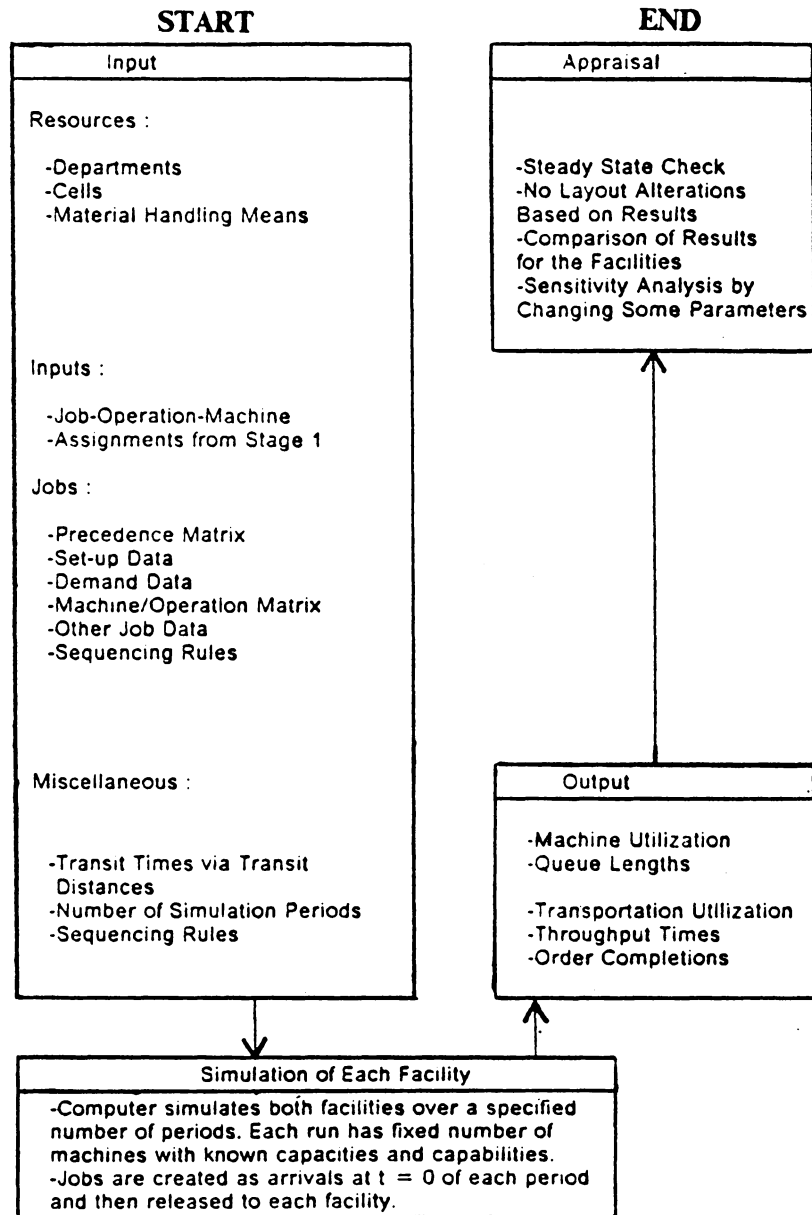 START
Input
Resources :
-Departments
-Cells
-Material Handling Means
Inputs :
-Job-Operation-Machine
-Assignments from Stage 1
Jobs :
-Precedence Matrix
-Set-up Data
-Demand Data
-Machine/Operation Matrix
-Other Job Data
-Sequencing Rules
Miscellaneous :
-Transit Times via Transit
Distances
-Number of Simulation Periods
-Sequencing Rules
Simulation of Each Facility
-Computer simulates both facilities over a specified
number of periods. Each run has fixed number of
machines with known capacities and capabilities.
-Jobs are created as arrivals at t = 0 of each period
and then released to each facility.
Output
-Machine Utilization
-Queue Lengths
-Transportation Utilization
-Throughput Times
-Order Completions
END
Appraisal
-Steady State Check
-No Layout Alterations
Based on Results
-Comparison of Results
for the Facilities
-Sensitivity Analysis by
Changing Some Parameters